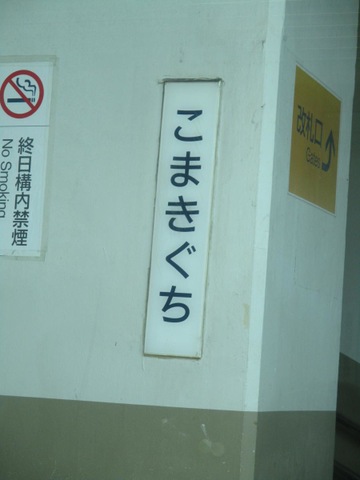 終日構内禁煙
No Smoking
こまきぐち
改札口
Gates